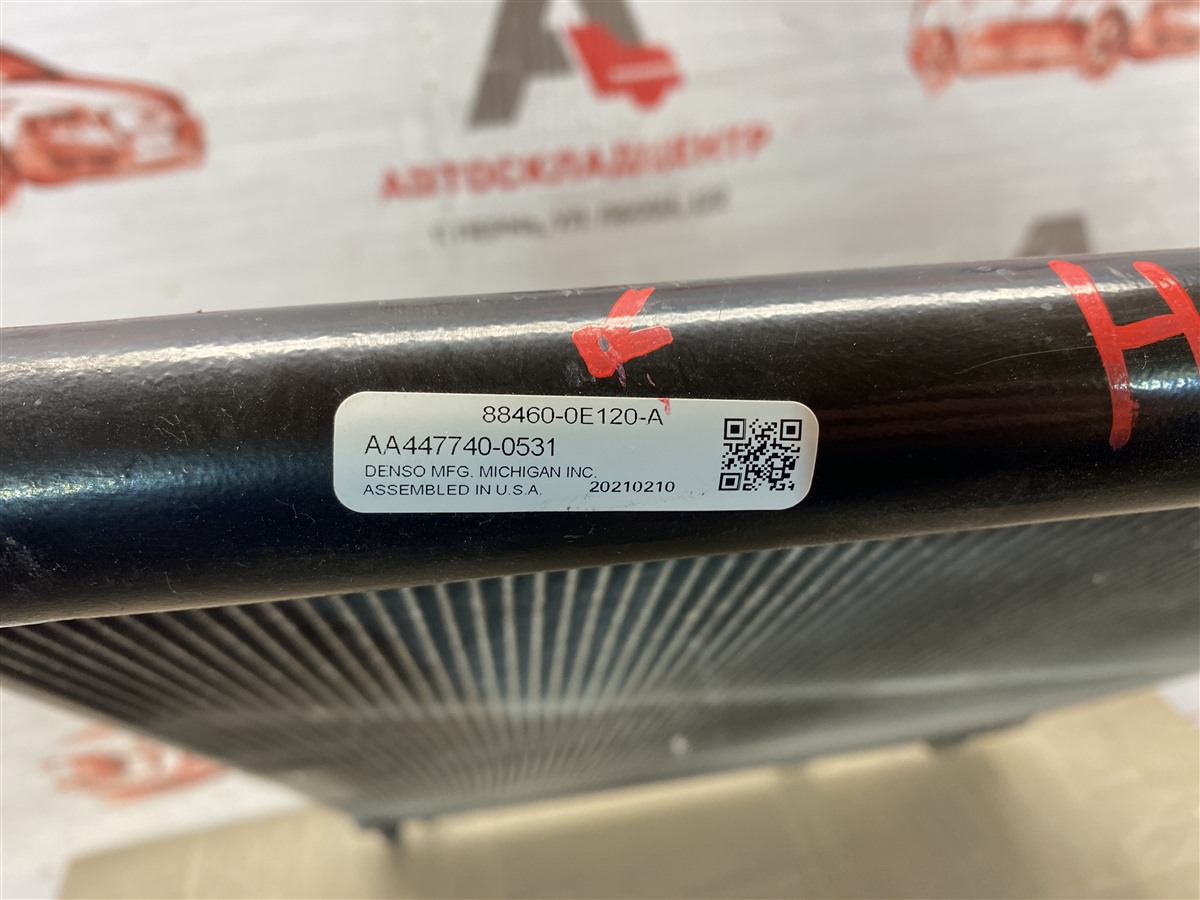 А
АВТОСКЛАДЦЕНТР
88460-0E120-A
AA447740-0531
DENSO MFG. MICHIGAN INC.
ASSEMBLED IN U.S.A. 20210210
Н